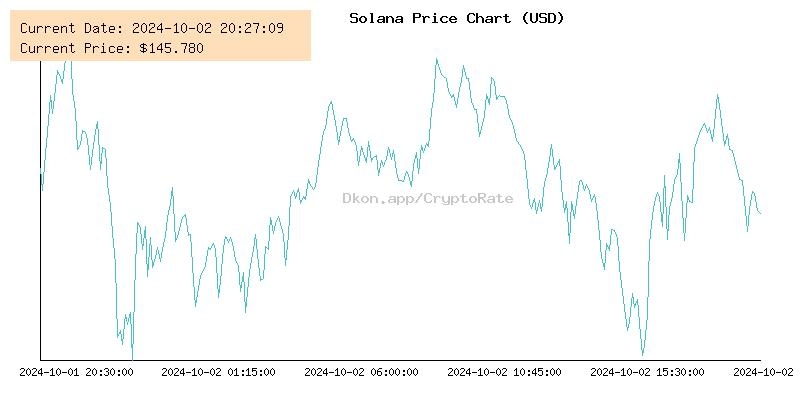 Solana Price Chart (USD)
Current Date: 2024-10-02 20:27:09
Current Price: $145.780
Dkon.app/CryptoRate
2024-10-01 20:30:00 2024-10-02 01:15:00 2024-10-02 06:00:00 2024-10-02 10:45:00 2024-10-02 15:30:00 2024-10-02